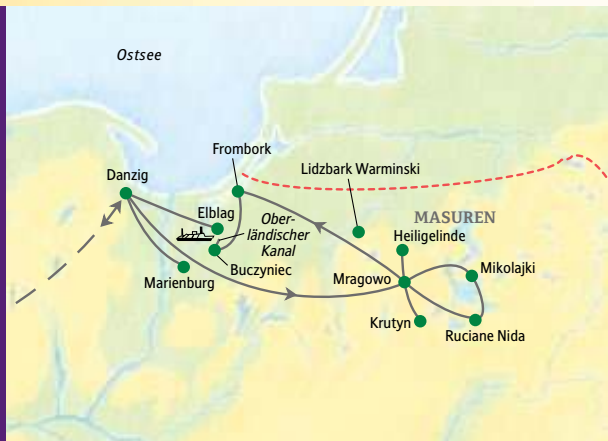 Ostsee
Frombork
Lidzbark Warminski
Danzig
Elblag
Ober-
ländischer
Kanal
MASUREN
Heiligelinde
Buczyniec
Mikolajki
Marienburg
Mragowo
Krutyn
Ruciane Nida